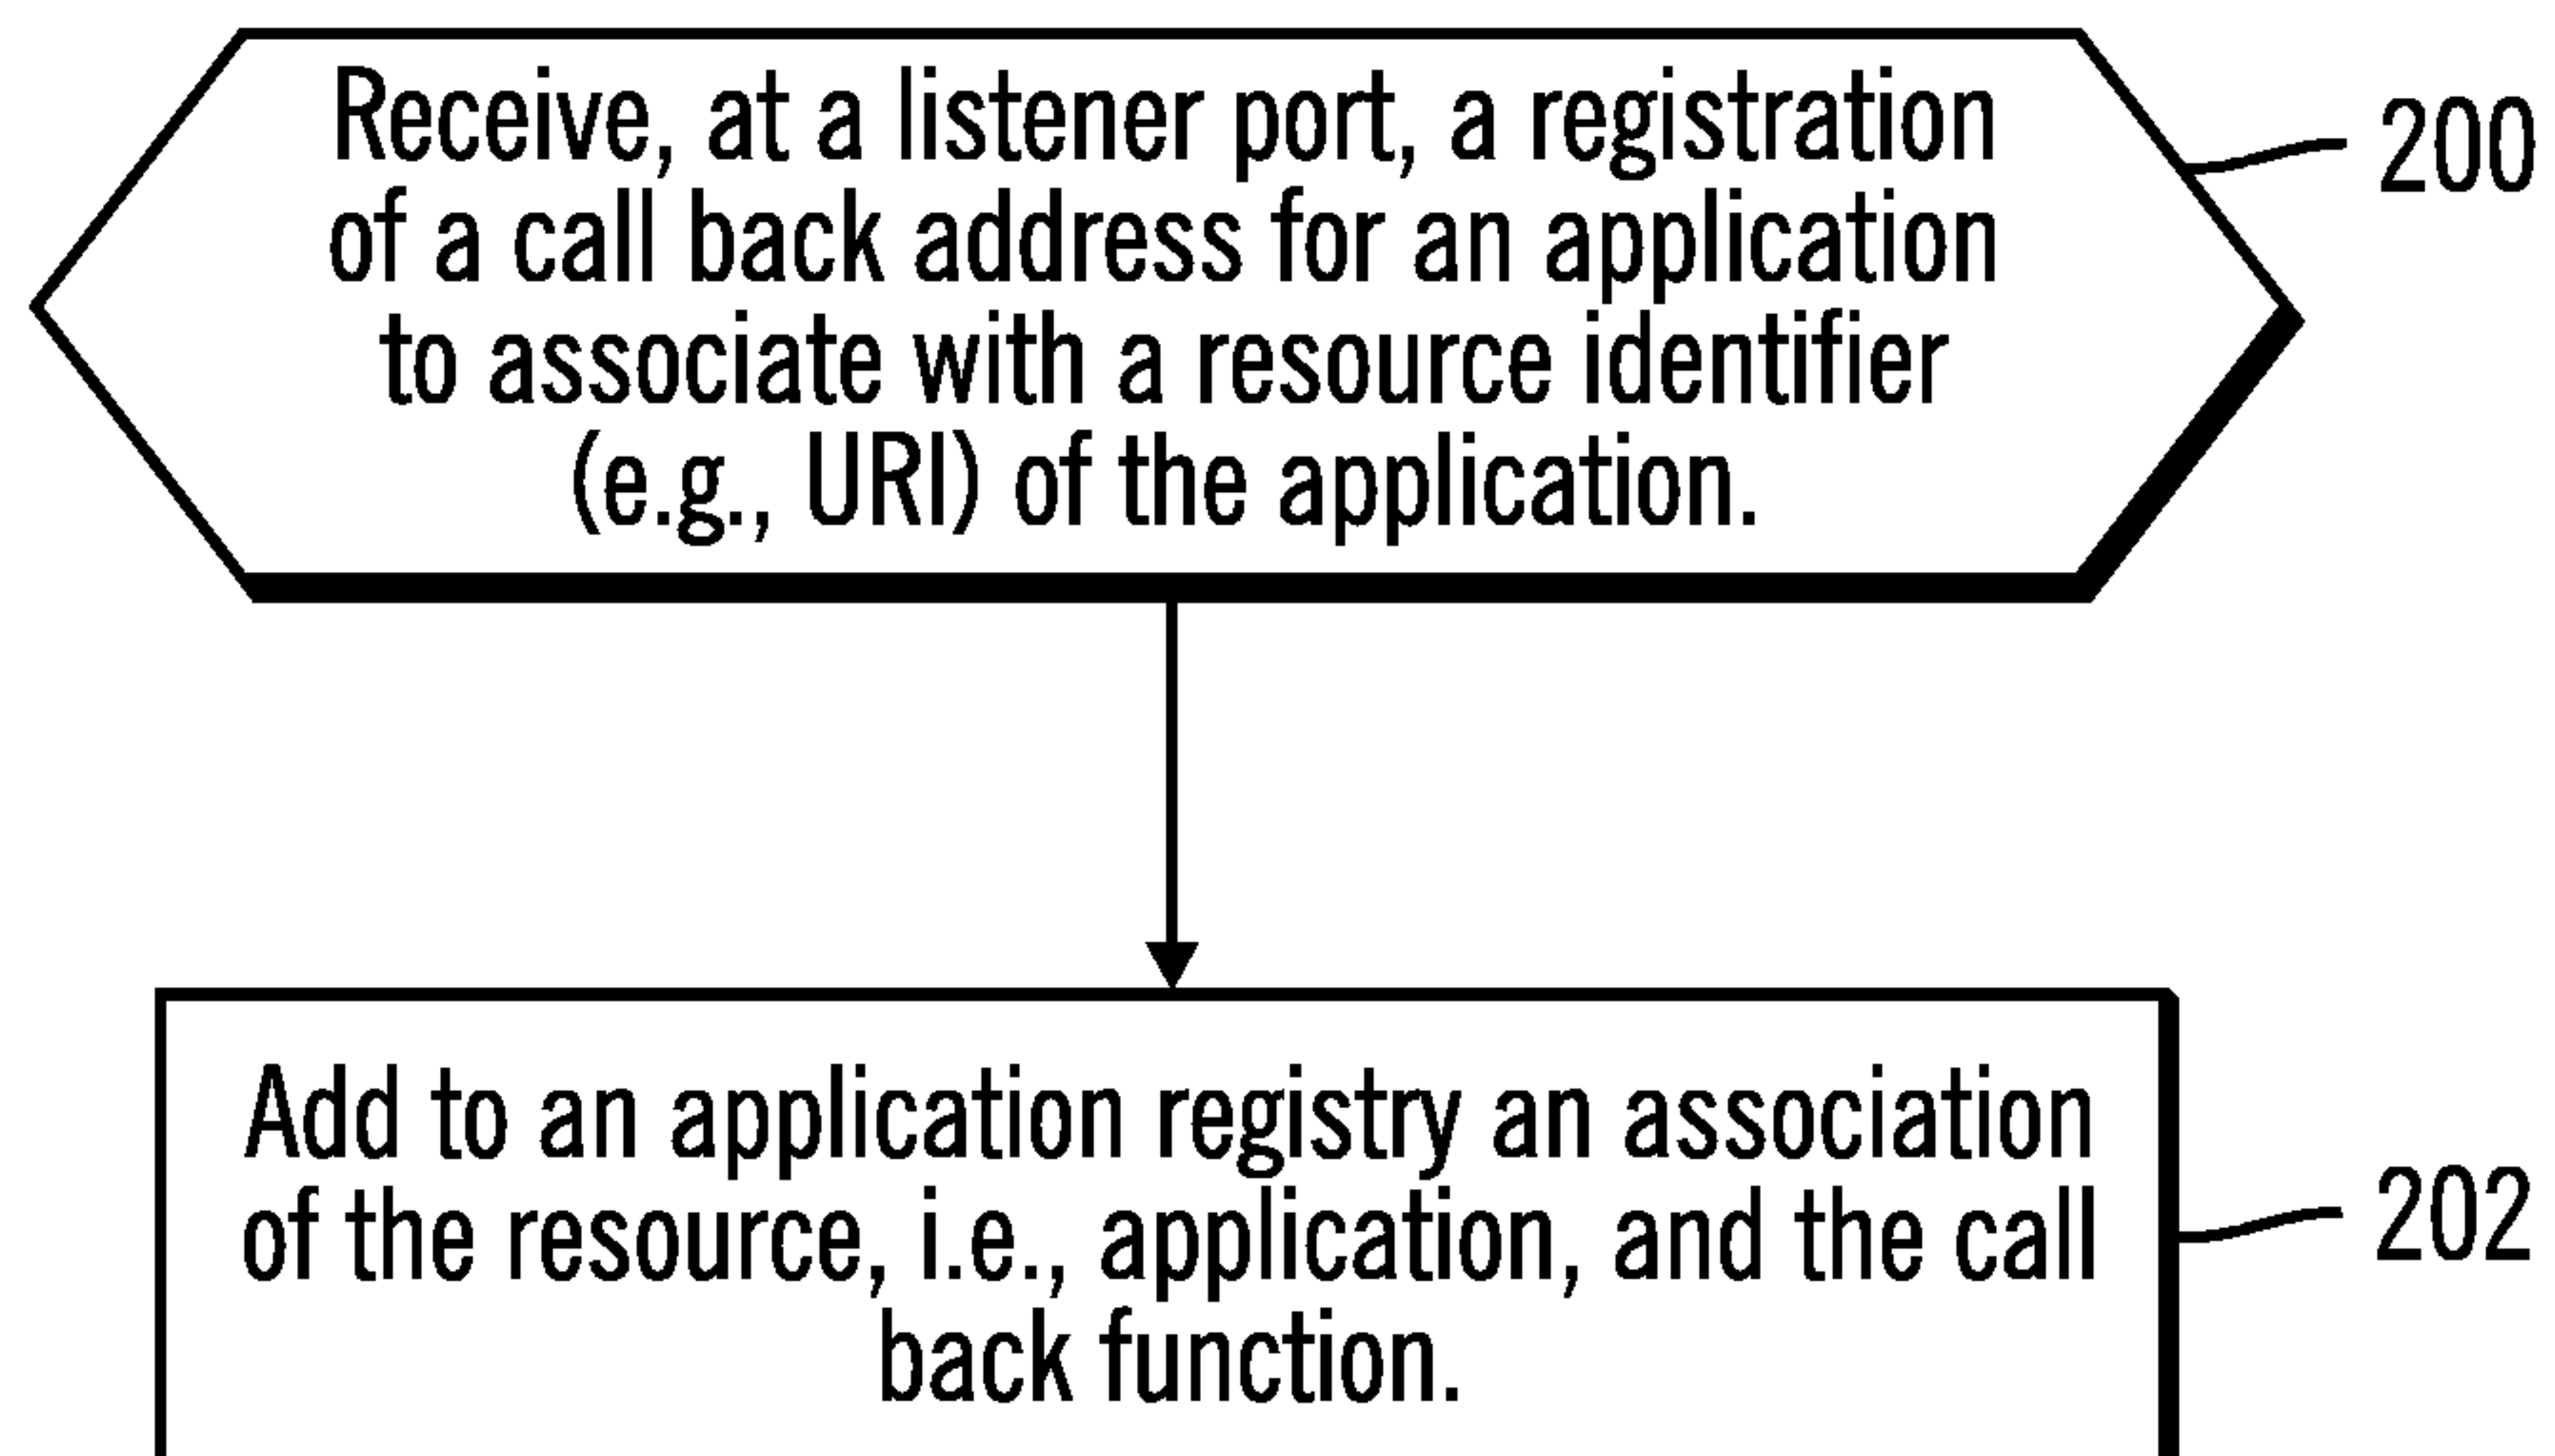 Receive, at a listener port, a registration
of a call back address for an application
to associate with a resource identifier
(e.g., URI) of the application.
200
Add to an application registry an association
of the resource, i.e., application, and the call
back function.
202